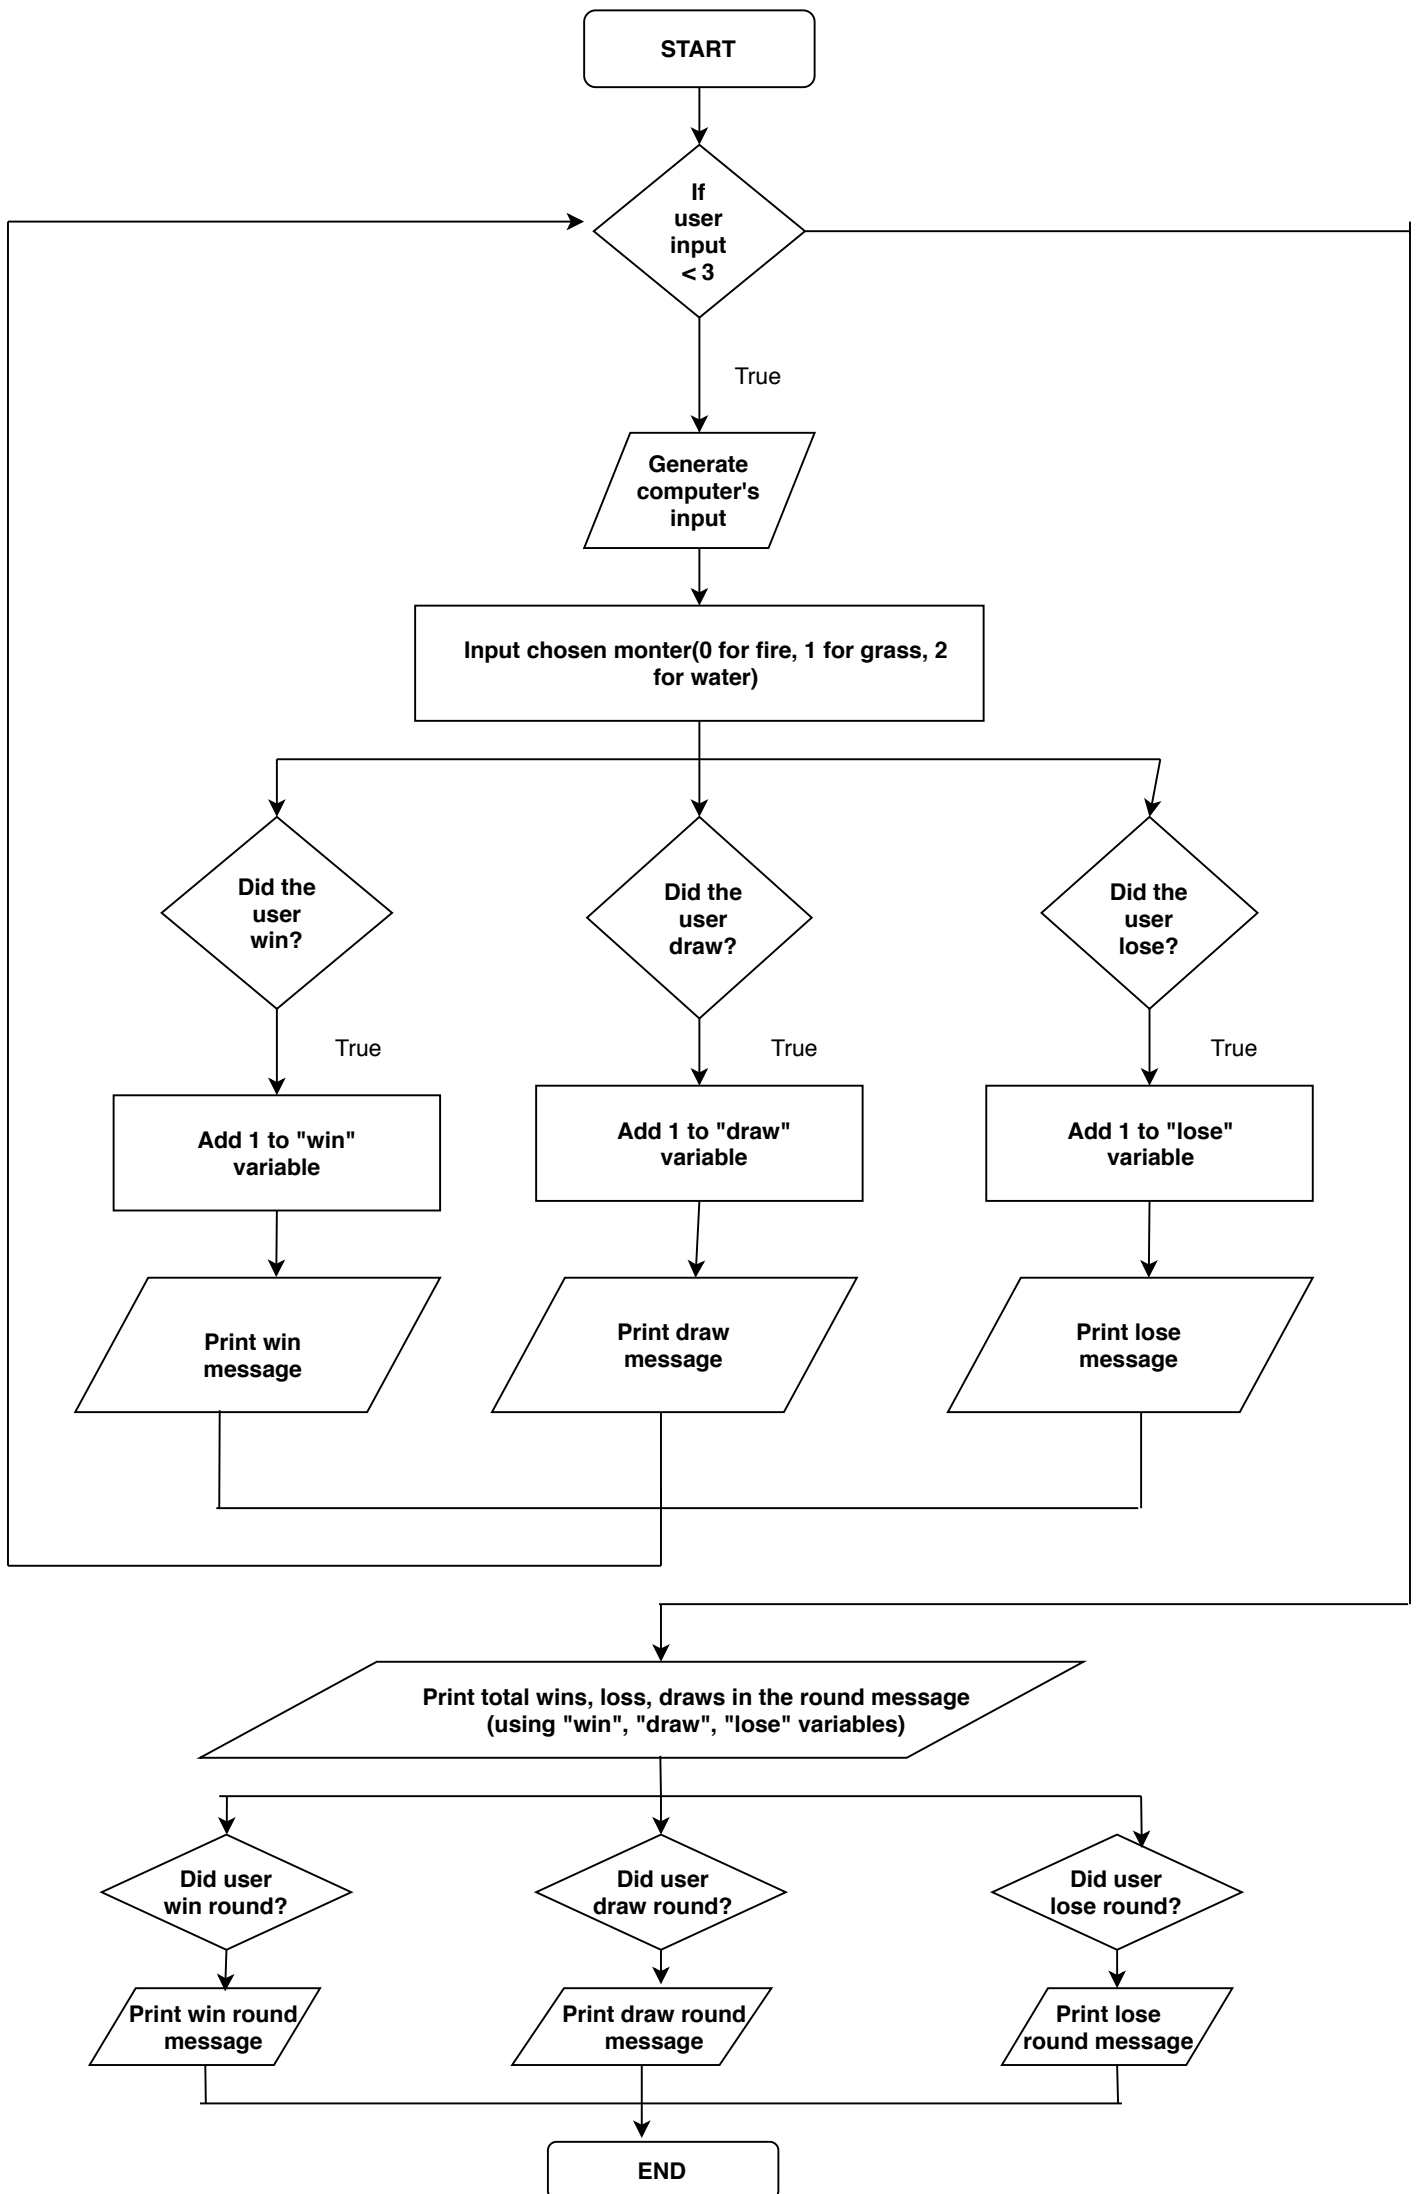 START
If
user
input
< 3
True
Generate
computer's
input
Input chosen monter(0 for fire, 1 for grass, 2
for water)
Did the
user
win?
Did the
user
draw?
Did the
user
lose?
True
True
True
Add 1 to "win"
variable
Add 1 to "draw"
variable
Add 1 to "lose"
variable
Print win
message
Print draw
message
Print lose
message
Print total wins, loss, draws in the round message
(using "win", "draw", "lose" variables)
Did user
win round?
Did user
draw round?
Did user
lose round?
Print win round
message
Print draw round
message
Print lose
round message
END